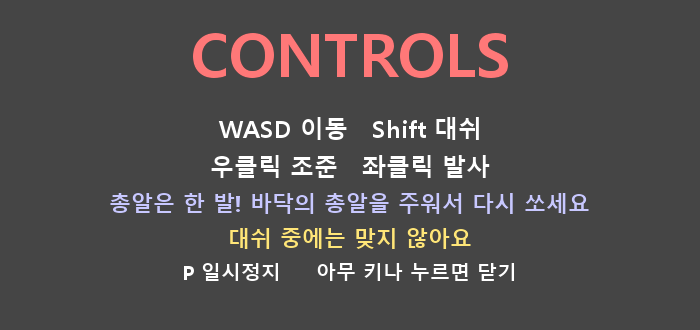 CONTROLS
WASD 이동 Shift 대쉬
우클릭 조준 좌클릭 발사
총알은 한 발! 바닥의 총알을 주워서 다시 쏘세요
대쉬 중에는 맞지 않아요
P 일시정지 아무 키나 누르면 닫기